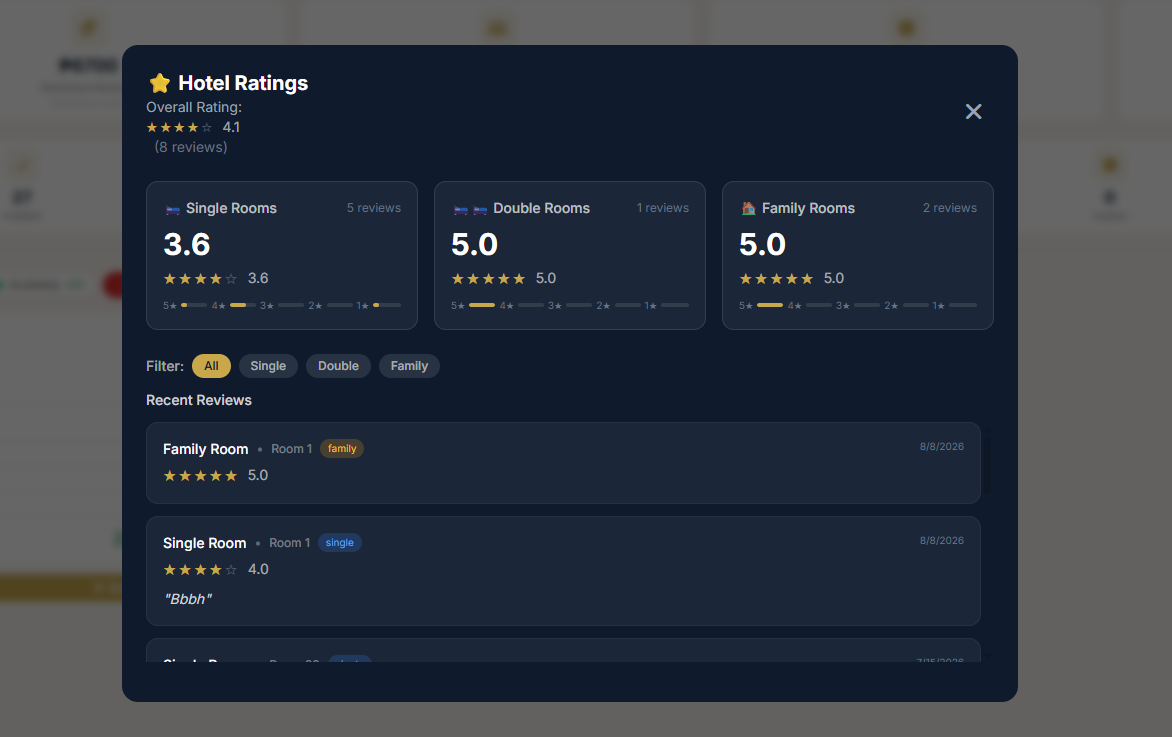 Hotel Ratings
Overall Rating:
★★★★☆ 4.1
(8 reviews)
Single Rooms 5 reviews
3.6
★★★★☆ 3.6
5★ 4★ 3★ 2★ 1★
Double Rooms 1 reviews
5.0
★★★★★ 5.0
5★ 4★ 3★ 2★ 1★
Family Rooms 2 reviews
5.0
★★★★★ 5.0
5★ 4★ 3★ 2★ 1★
Filter: All Single Double Family
Recent Reviews
Family Room • Room 1 family 8/8/2026
★★★★★ 5.0
Single Room • Room 1 single 8/8/2026
★★★★☆ 4.0
"Bbbh"